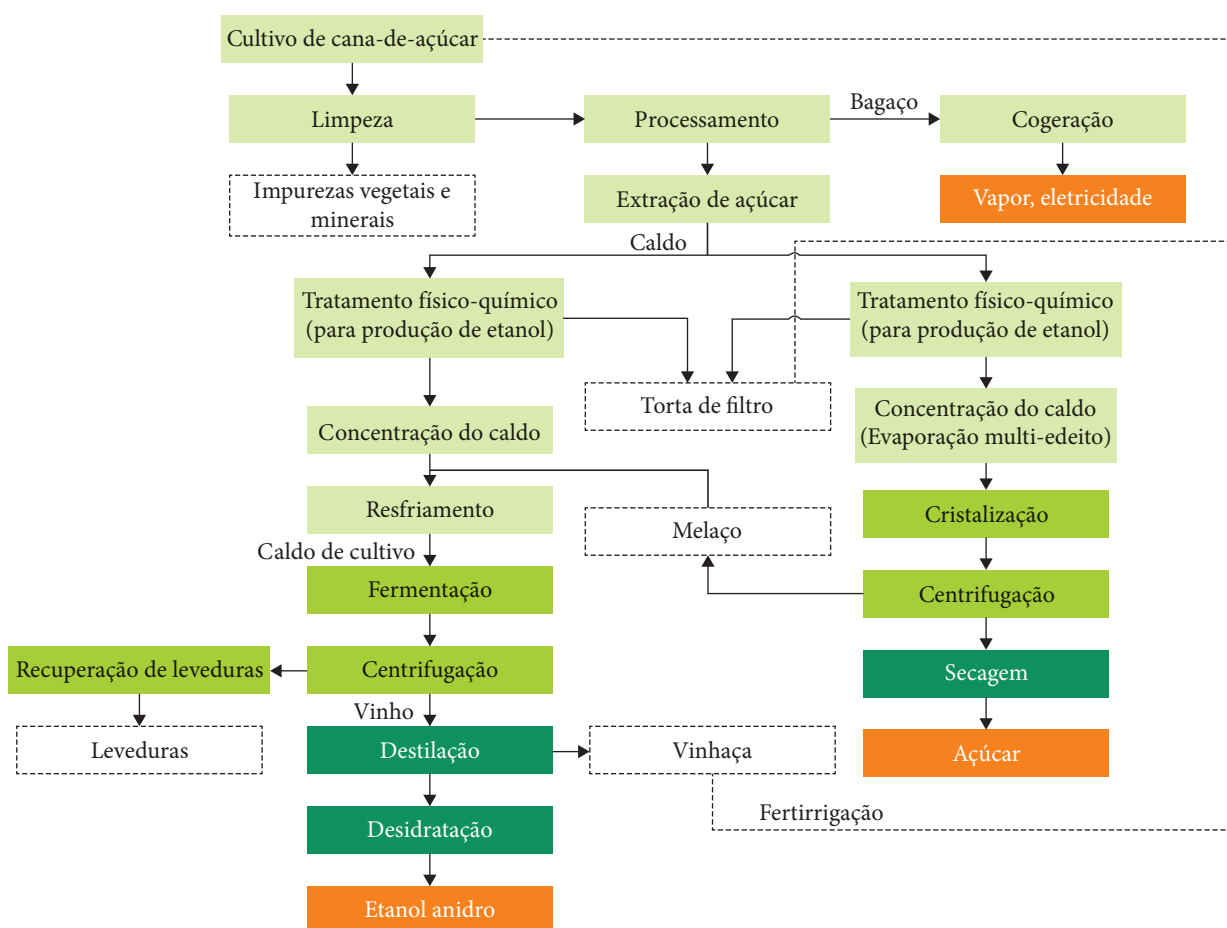 Cultivo de cana-de-açúcar
Limpeza
Processamento
Bagaço
Cogeração
Impurezas vegetais e
minerais
Extração de açúcar
Vapor, eletricidade
Caldo
Tratamento físico-químico
(para produção de etanol)
Tratamento físico-químico
(para produção de etanol)
Torta de filtro
Concentração do caldo
Concentração do caldo
(Evaporação multi-edeito)
Resfriamento
Melaço
Cristalização
Caldo de cultivo
Fermentação
Centrifugação
Recuperação de leveduras
Centrifugação
Secagem
Vinho
Leveduras
Destilação
Vinhaça
Açúcar
Fertirrigação
Desidratação
Etanol anidro